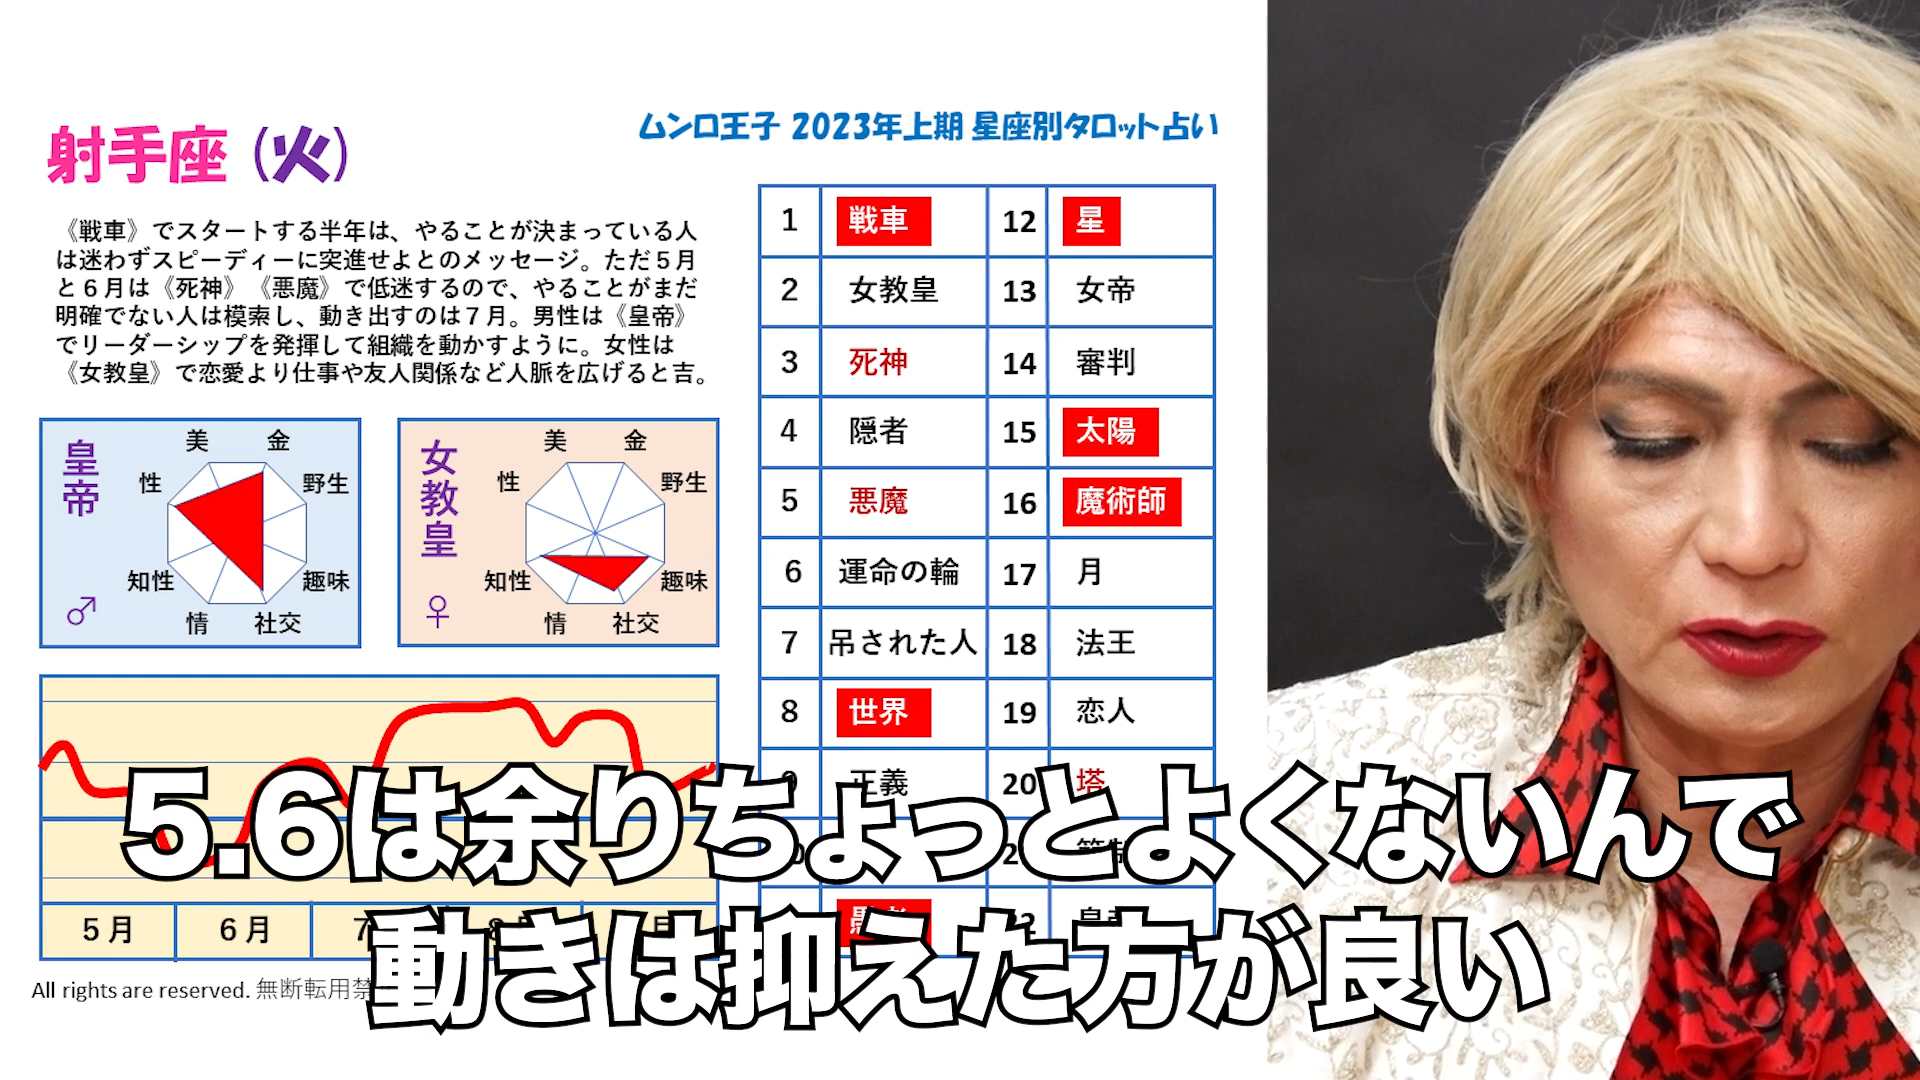 射手座（火）
ムンロ王子 2023年上期 星座別タロット占い
《戦車》でスタートする半年は、やることが決まっている人
は迷わずスピーディーに突進せよとのメッセージ。ただ５月
と６月は《死神》《悪魔》で低迷するので、やることがまだ
明確でない人は模索し、動き出すのは７月。男性は《皇帝》
でリーダーシップを発揮して組織を動かすように。女性は
《女教皇》で恋愛より仕事や友人関係など人脈を広げると吉。
皇帝 ♂
美 金
性 野生
知性 趣味
情 社交
女教皇 ♀
美 金
性 野生
知性 趣味
情 社交
1 戦車 12 星
2 女教皇 13 女帝
3 死神 14 審判
4 隠者 15 太陽
5 悪魔 16 魔術師
6 運命の輪 17 月
7 吊された人 18 法王
8 世界 19 恋人
正義 20 塔
5月 6月 7
All rights are reserved. 無断転用禁
5.6は余りちょっとよくないんで
動きは抑えた方が良い